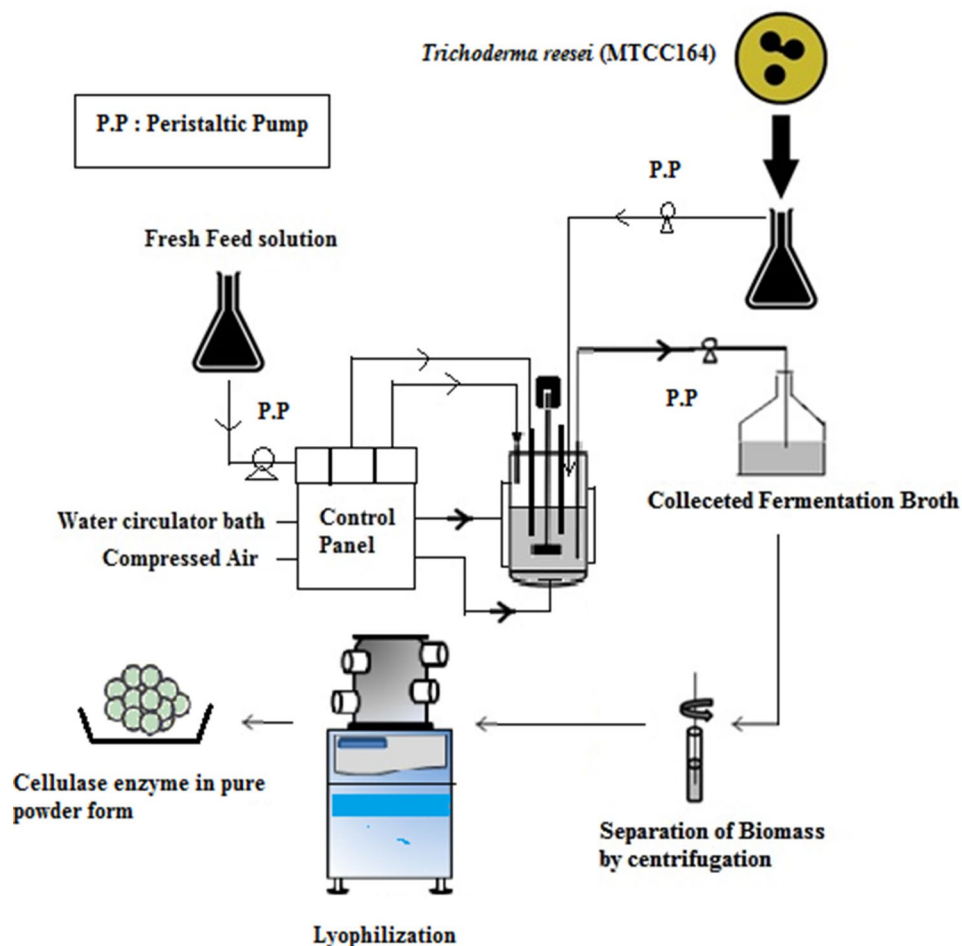 Trichoderma reesei (MTCC164)
P.P : Peristaltic Pump
P.P
Fresh Feed solution
P.P
P.P
Colleceted Fermentation Broth
Water circulator bath
Compressed Air
Control
Panel
Cellulase enzyme in pure
powder form
Separation of Biomass
by centrifugation
Lyophilization